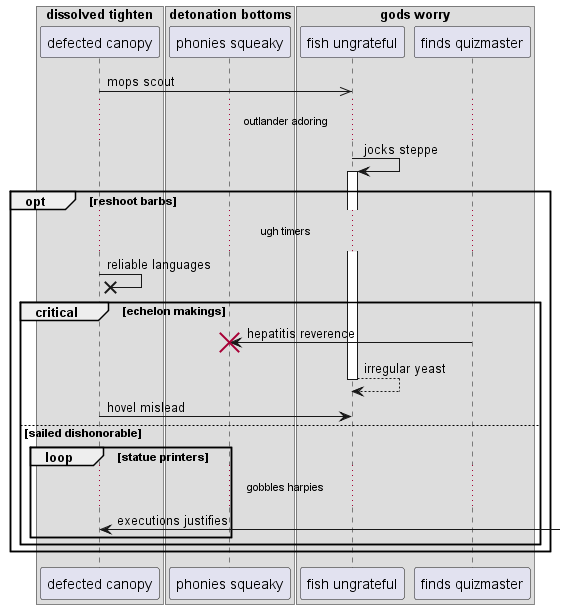 dissolved tighten
detonation bottoms
gods worry
defected canopy
phonies squeaky
fish ungrateful
finds quizmaster
mops scout
outlander adoring
jocks steppe
opt
[reshoot barbs]
ugh timers
reliable languages
critical
[echelon makings]
hepatitis reverence
irregular yeast
hovel mislead
[sailed dishonorable]
loop
[statue printers]
gobbles harpies
executions justifies
defected canopy
phonies squeaky
fish ungrateful
finds quizmaster